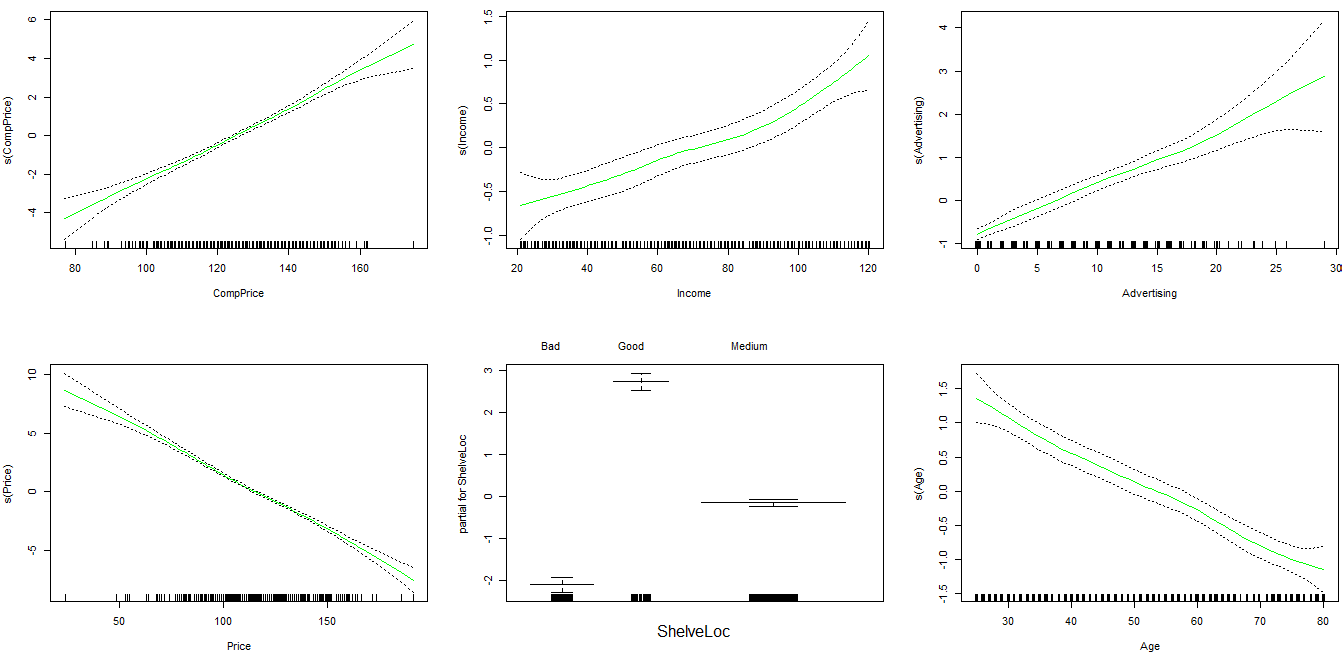 s(CompPrice)
6
4
2
0
-2
-4
80 100 120 140 160
CompPrice
s(Income)
1.5
1.0
0.5
0.0
-0.5
-1.0
20 40 60 80 100 120
Income
s(Advertising)
4
3
2
1
0
-1
0 5 10 15 20 25 30
Advertising
s(Price)
10
5
0
-5
50 100 150
Price
Bad Good Medium
partial for ShelveLoc
3
2
1
0
-1
-2
ShelveLoc
s(Age)
1.5
1.0
0.5
0.0
-0.5
-1.0
-1.5
30 40 50 60 70 80
Age